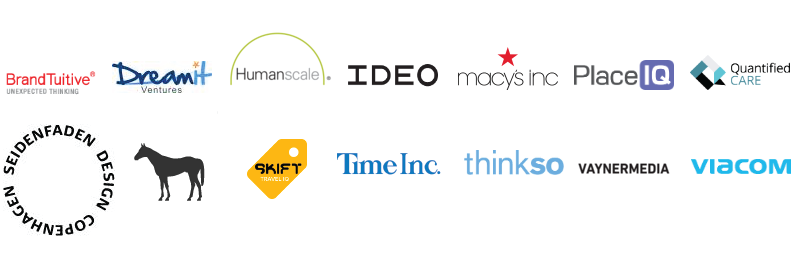 BrandTuitive®
UNEXPECTED THINKING
Dreamit
Ventures
Humanscale®
IDEO
macy's inc
PlaceIQ
Quantified
CARE
SEIDENFADEN DESIGN COPENHAGEN
SKIFT
TRAVEL IQ
Time Inc.
thinkso
VAYNERMEDIA
VIACOM